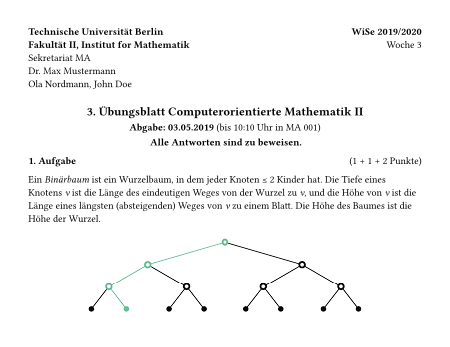 Technische Universität Berlin WiSe 2019/2020
Fakultät II, Institut for Mathematik Woche 3
Sekretariat MA
Dr. Max Mustermann
Ola Nordmann, John Doe
3. Übungsblatt Computerorientierte Mathematik II
Abgabe: 03.05.2019 (bis 10:10 Uhr in MA 001)
Alle Antworten sind zu beweisen.
1. Aufgabe (1 + 1 + 2 Punkte)
Ein Binärbaum ist ein Wurzelbaum, in dem jeder Knoten ≤ 2 Kinder hat. Die Tiefe eines
Knotens v ist die Länge des eindeutigen Weges von der Wurzel zu v, und die Höhe von v ist die
Länge eines längsten (absteigenden) Weges von v zu einem Blatt. Die Höhe des Baumes ist die
Höhe der Wurzel.